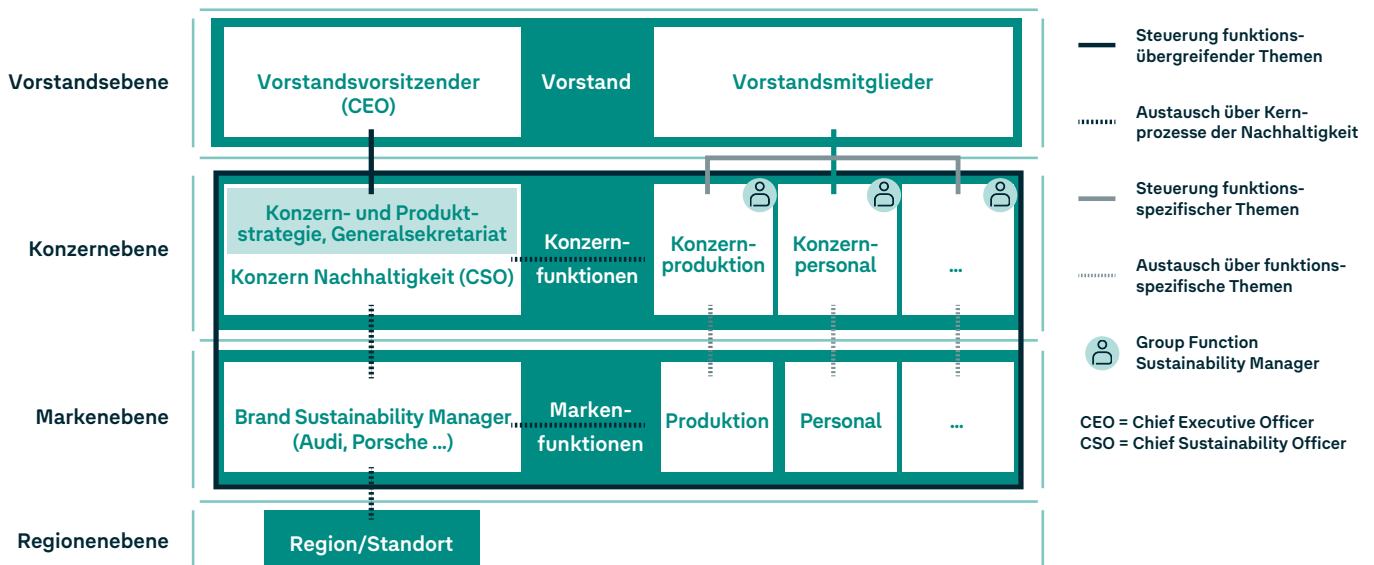 Vorstandsebene
Vorstandsvorsitzender
(CEO)
Vorstand
Vorstandsmitglieder
Konzernebene
Konzern- und Produkt-
strategie, Generalsekretariat
Konzern Nachhaltigkeit (CSO)
Konzern-
funktionen
Konzern-
produktion
Konzern-
personal
...
Markenebene
Brand Sustainability Manager
(Audi, Porsche ...)
Marken-
funktionen
Produktion
Personal
...
Regionenebene
Region/Standort
Steuerung funktions-
übergreifender Themen
Austausch über Kern-
prozesse der Nachhaltigkeit
Steuerung funktions-
spezifischer Themen
Austausch über funktions-
spezifische Themen
Group Function
Sustainability Manager
CEO = Chief Executive Officer
CSO = Chief Sustainability Officer